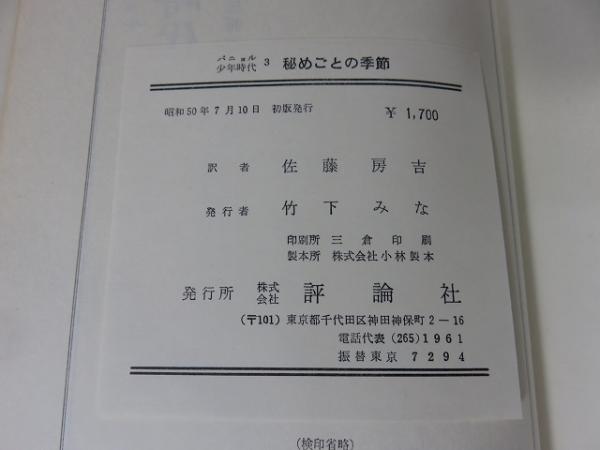 パニョル
少年時代 3 秘めごとの季節
昭和50年7月10日 初版発行 ¥ 1,700
訳者 佐藤房吉
発行者 竹下みな
印刷所 三倉印刷
製本所 株式会社小林製本
発行所 株式会社 評論社
(〒101) 東京都千代田区神田神保町2-16
電話代表 (265) 1961
振替東京 7294
(検印省略)